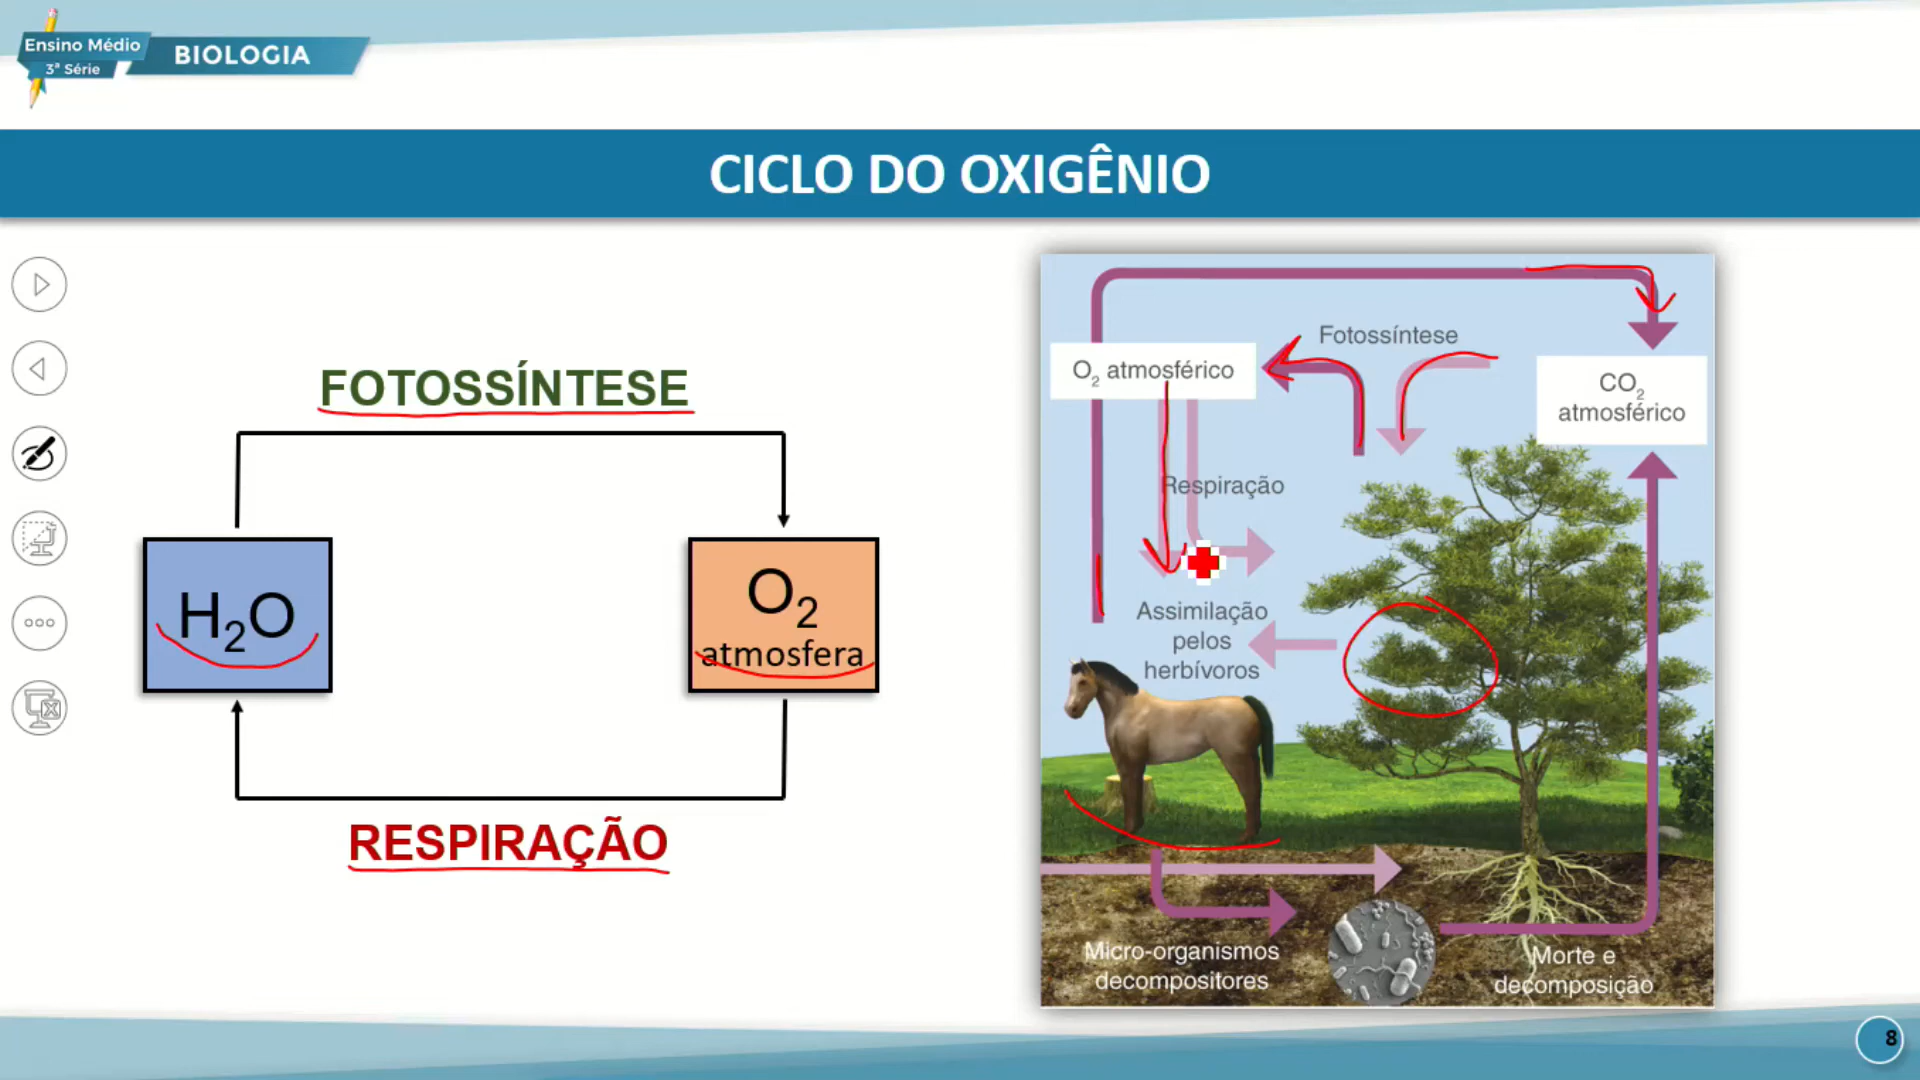 Ensino Médio
3ª Série
BIOLOGIA
CICLO DO OXIGÊNIO
FOTOSSÍNTESE
H₂O
O₂
atmosfera
RESPIRAÇÃO
Fotossíntese
O₂ atmosférico
CO₂
atmosférico
Respiração
Assimilação
pelos
herbívoros
Micro-organismos
decompositores
Morte e
decomposição
8